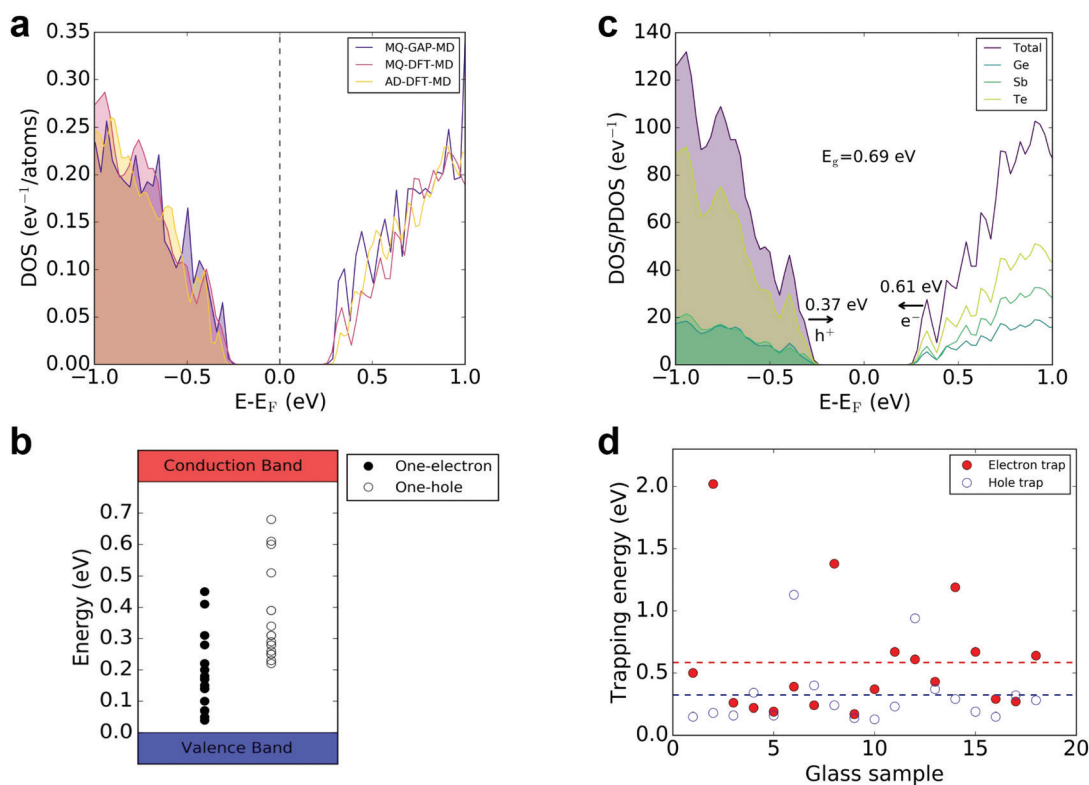 a
0.35
0.30
0.25
0.20
0.15
0.10
0.05
0.00
DOS (ev⁻¹/atoms)
MQ-GAP-MD
MQ-DFT-MD
AD-DFT-MD
−1.0 −0.5 0.0 0.5 1.0
E-E_F (eV)
c
140
120
100
80
60
40
20
0
DOS/PDOS (ev⁻¹)
Total
Ge
Sb
Te
E_g=0.69 eV
0.37 eV
h⁺
0.61 eV
e⁻
−1.0 −0.5 0.0 0.5 1.0
E-E_F (eV)
b
Conduction Band
One-electron
One-hole
0.7
0.6
0.5
0.4
0.3
0.2
0.1
0.0
Energy (eV)
Valence Band
d
2.0
1.5
1.0
0.5
0.0
Trapping energy (eV)
Electron trap
Hole trap
0 5 10 15 20
Glass sample